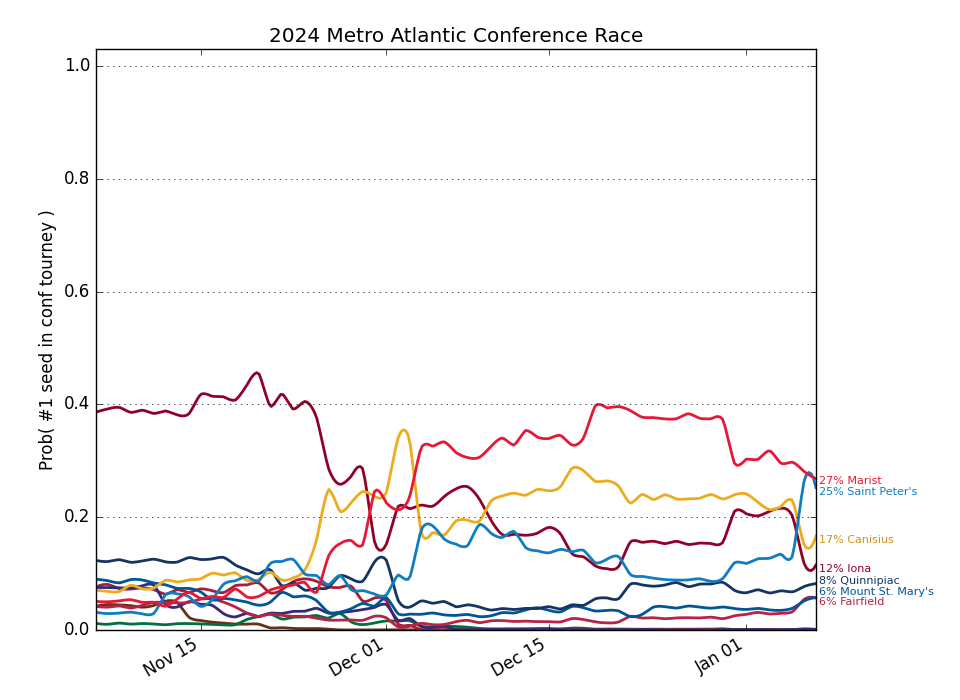 2024 Metro Atlantic Conference Race
Prob( #1 seed in conf tourney )
1.0
0.8
0.6
0.4
0.2
0.0
Nov 15
Dec 01
Dec 15
Jan 01
27% Marist
25% Saint Peter's
17% Canisius
12% Iona
8% Quinnipiac
6% Mount St. Mary's
6% Fairfield